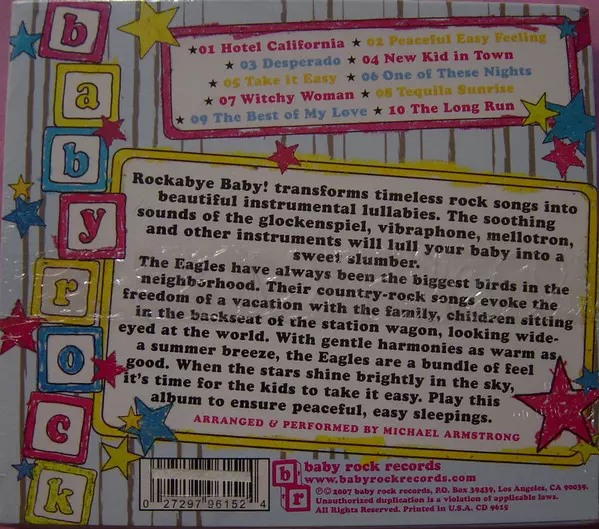 baby rock
★ 01 Hotel California ★ 02 Peaceful Easy Feeling
★ 03 Desperado ★ 04 New Kid in Town
★ 05 Take it Easy ★ 06 One of These Nights
★ 07 Witchy Woman ★ 08 Tequila Sunrise
★ 09 The Best of My Love ★ 10 The Long Run
Rockabye Baby! transforms timeless rock songs into
beautiful instrumental lullabies. The soothing
sounds of the glockenspiel, vibraphone, mellotron,
and other instruments will lull your baby into a
sweet slumber.
The Eagles have always been the biggest birds in the
neighborhood. Their country-rock songs evoke the
freedom of a vacation with the family, children sitting
in the backseat of the station wagon, looking wide-
eyed at the world. With gentle harmonies as warm as
a summer breeze, the Eagles are a bundle of feel
good. When the stars shine brightly in the sky,
it's time for the kids to take it easy. Play this
album to ensure peaceful, easy sleepings.
ARRANGED & PERFORMED BY MICHAEL ARMSTRONG
0 27297 96152 4
br
baby rock records
www.babyrockrecords.com
℗© 2007 baby rock records, P.O. Box 39439, Los Angeles, CA 90039.
Unauthorized duplication is a violation of applicable laws.
All Rights Reserved. Printed in U.S.A. CD 9615